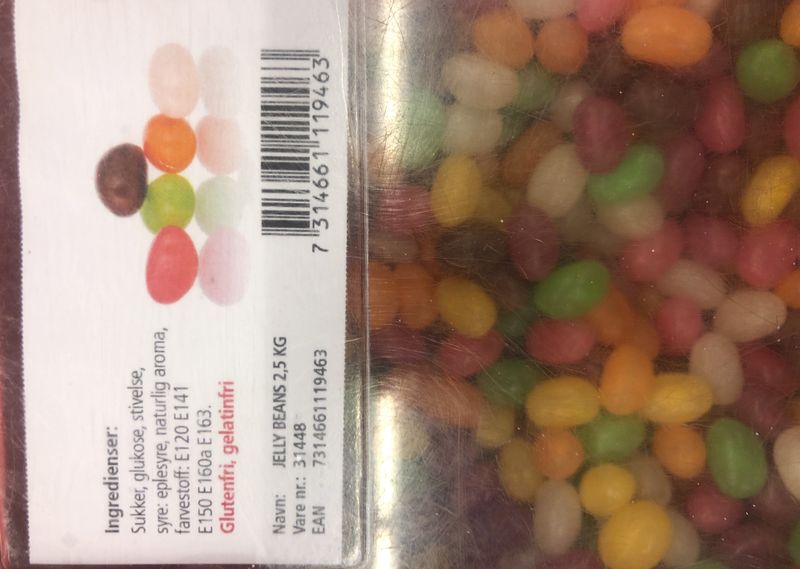 Ingredienser:
Sukker, glukose, stivelse,
syre: eplesyre, naturlig aroma,
farvestoff: E120 E141
E150 E160a E163.
Glutenfri, gelatinfri
Navn: JELLY BEANS 2,5 KG
Vare nr.: 31448
EAN 7314661119463
7 314661 119463